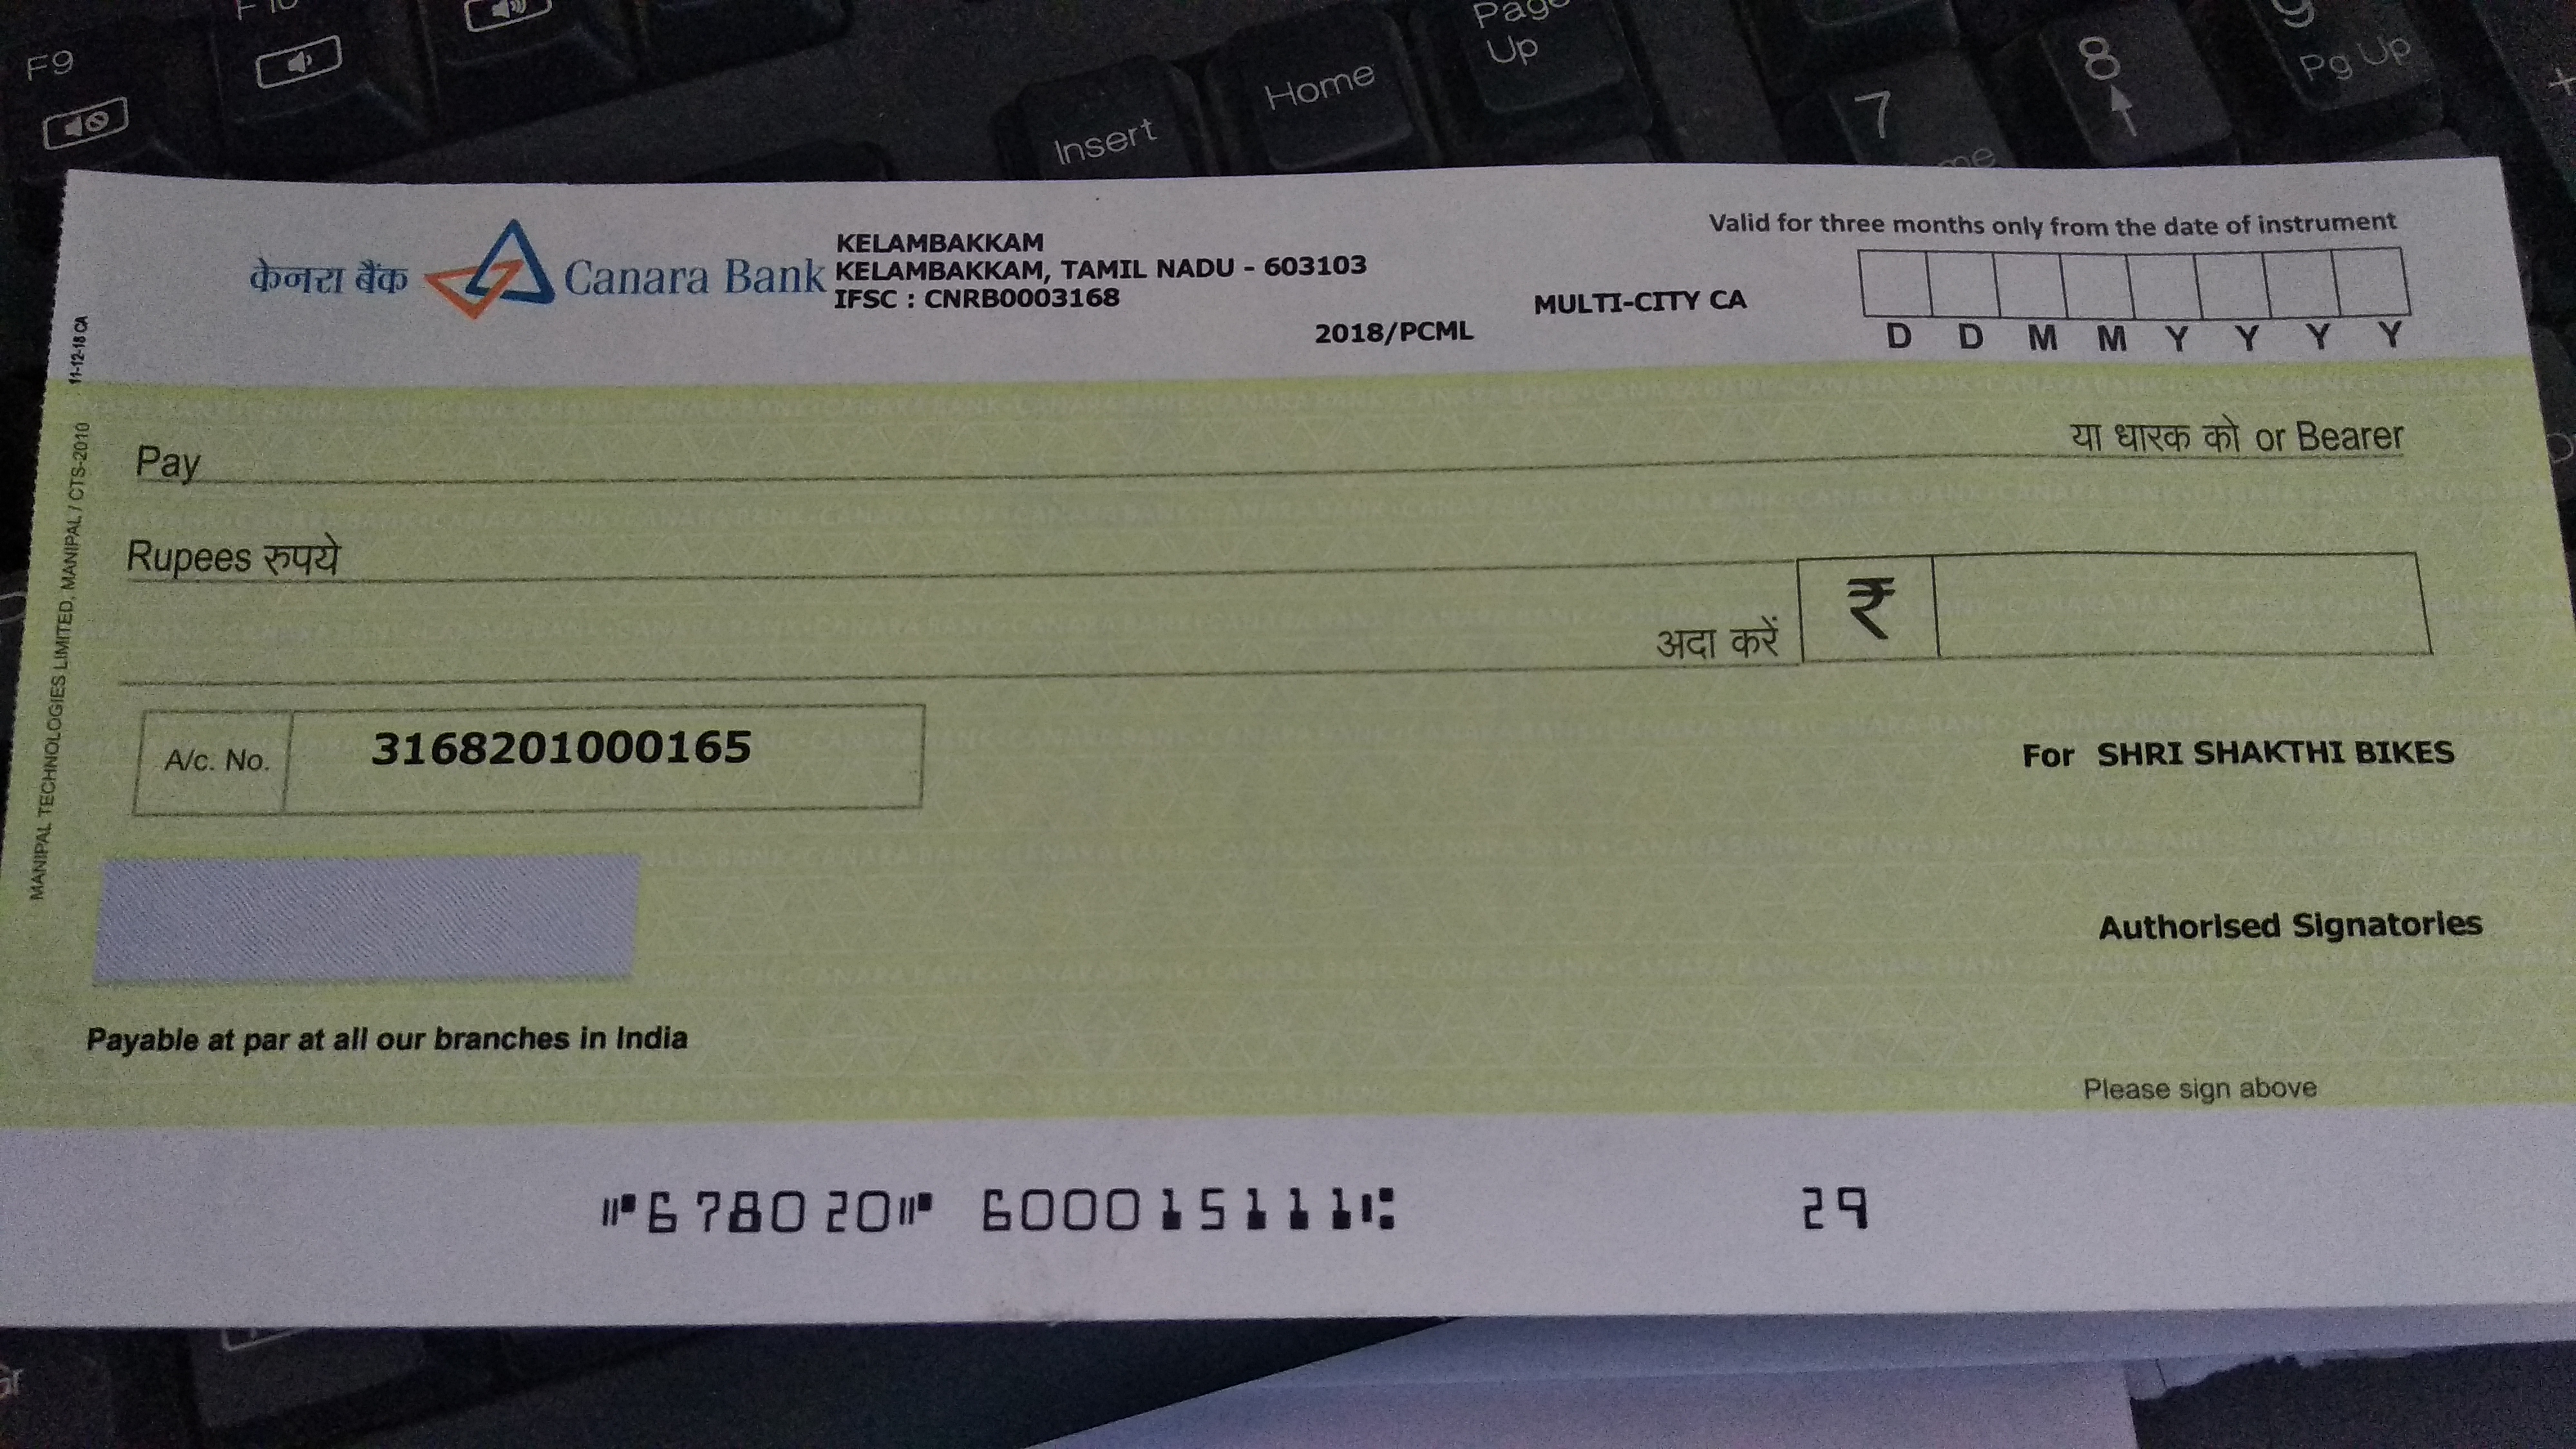 F9
F10
Insert
Home
Page
Up
7
8
9
Pg Up
+
केनरा बैंक Canara Bank
KELAMBAKKAM
KELAMBAKKAM, TAMIL NADU - 603103
IFSC : CNRB0003168
2018/PCML
MULTI-CITY CA
Valid for three months only from the date of instrument
D D M M Y Y Y Y
Pay
या धारक को or Bearer
Rupees रुपये
अदा करें
₹
A/c. No. 3168201000165
For SHRI SHAKTHI BIKES
Authorised Signatories
Payable at par at all our branches in India
Please sign above
MANIPAL TECHNOLOGIES LIMITED, MANIPAL / CTS-2010 11-12-18 CA
⑈678020⑈ 600015111⑆ 29